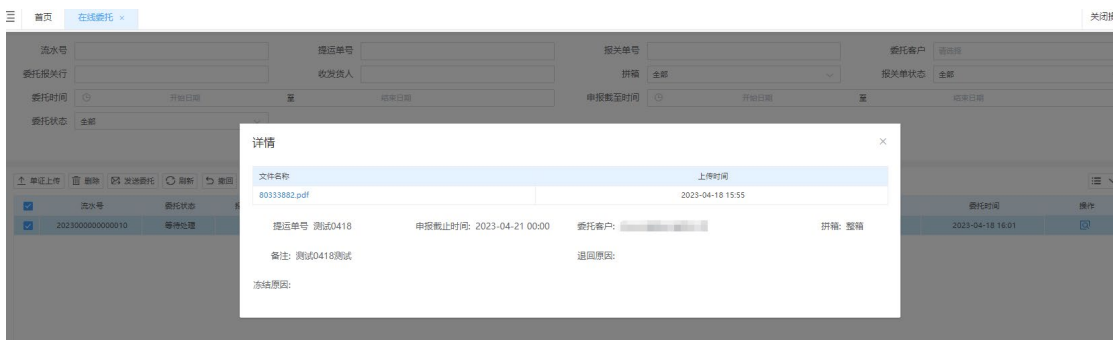 首页 在线委托 × 关闭操
流水号 提运单号 报关单号 委托客户 请选择
委托报关行 收发货人 拼箱 全部 报关单状态 全部
委托时间 开始日期 至 结束日期 申报截至时间 开始日期 至 结束日期
委托状态 全部
详情 ×
单证上传 删除 发送委托 刷新 撤回
文件名称 上传时间
80333882.pdf 2023-04-18 15:55
流水号 委托状态 委托时间 操作
2023000000000010 等待处理 2023-04-18 16:01
提运单号 测试0418 申报截止时间: 2023-04-21 00:00 委托客户: 拼箱: 整箱
备注: 测试0418测试 退回原因:
冻结原因: